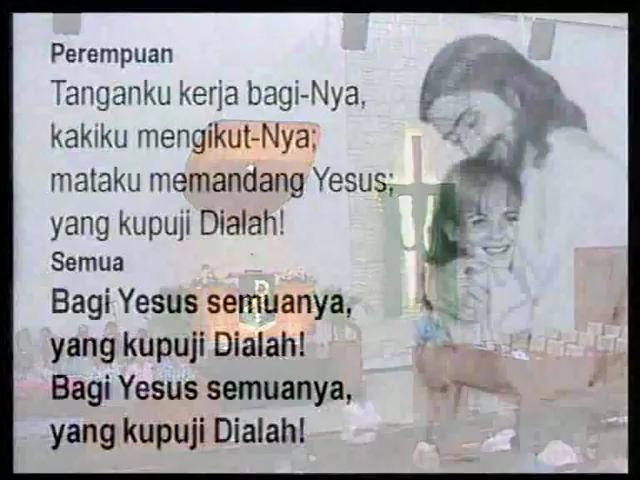 Perempuan
Tanganku kerja bagi-Nya,
kakiku mengikut-Nya;
mataku memandang Yesus;
yang kupuji Dialah!
Semua
Bagi Yesus semuanya,
yang kupuji Dialah!
Bagi Yesus semuanya,
yang kupuji Dialah!